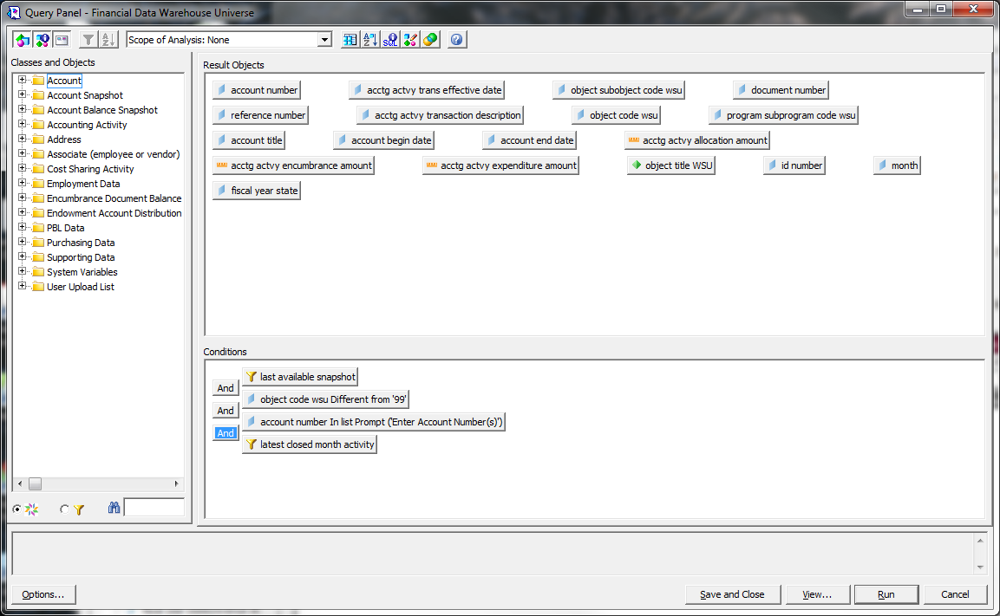 Query Panel - Financial Data Warehouse Universe
Scope of Analysis: None
SQL
Classes and Objects
Account
Account Snapshot
Account Balance Snapshot
Accounting Activity
Address
Associate (employee or vendor)
Cost Sharing Activity
Employment Data
Encumbrance Document Balance
Endowment Account Distribution
PBL Data
Purchasing Data
Supporting Data
System Variables
User Upload List
Result Objects
account number acctg actvy trans effective date object subobject code wsu document number
reference number acctg actvy transaction description object code wsu program subprogram code wsu
account title account begin date account end date acctg actvy allocation amount
acctg actvy encumbrance amount acctg actvy expenditure amount object title WSU id number month
fiscal year state
Conditions
last available snapshot
And
object code wsu Different from '99'
And
account number In list Prompt ('Enter Account Number(s)')
And
latest closed month activity
Options... Save and Close View... Run Cancel